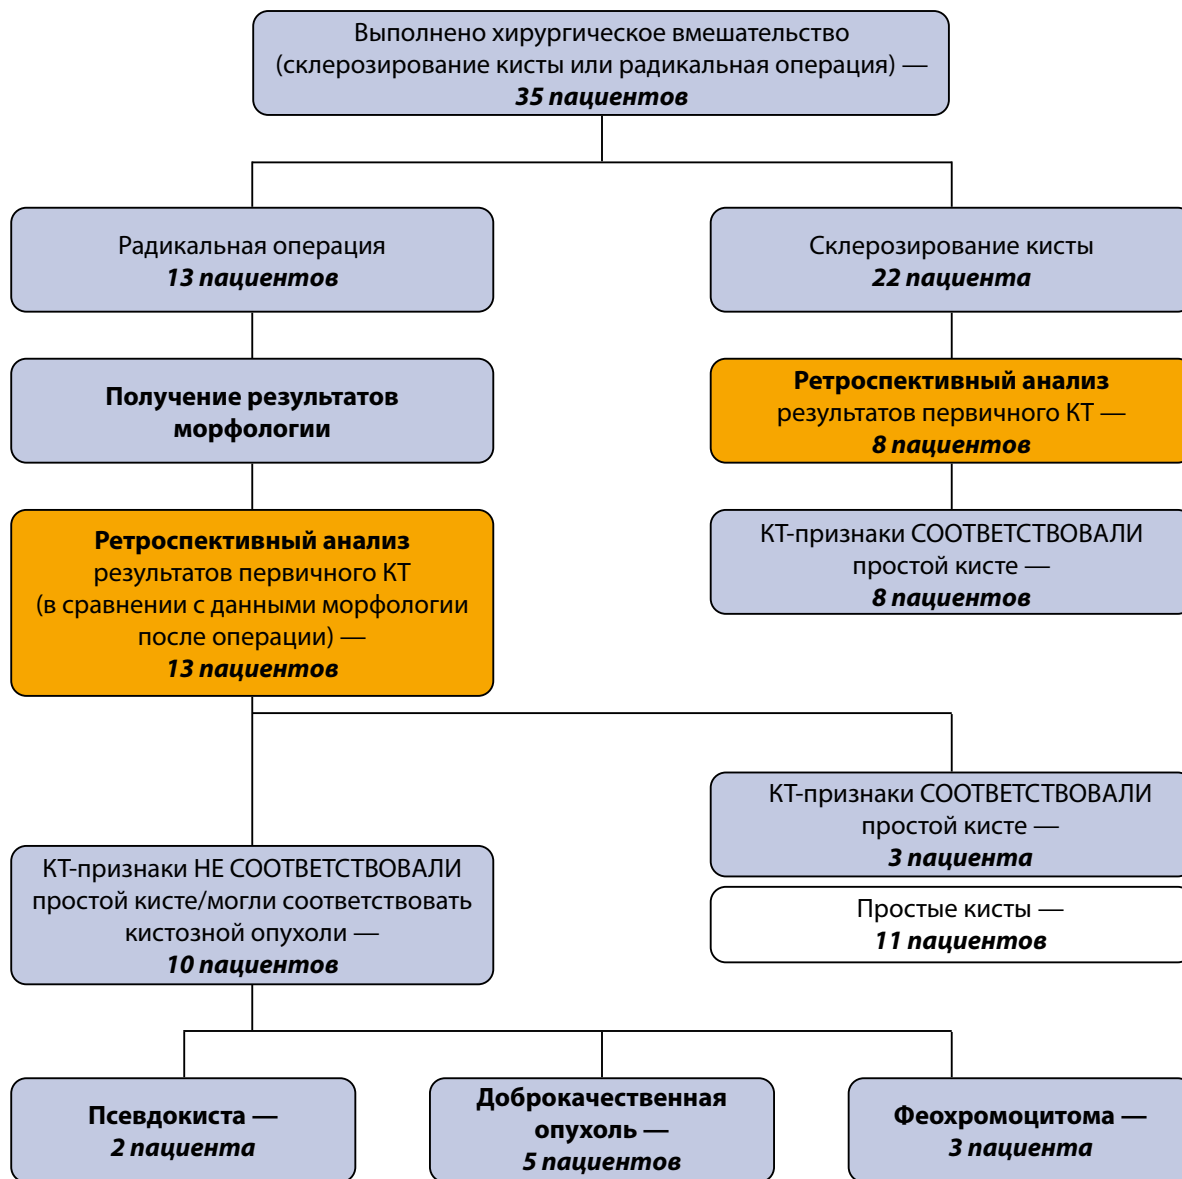 Выполнено хирургическое вмешательство
(склерозирование кисты или радикальная операция) —
35 пациентов
Радикальная операция
13 пациентов
Склерозирование кисты
22 пациента
Получение результатов
морфологии
Ретроспективный анализ
результатов первичного КТ —
8 пациентов
Ретроспективный анализ
результатов первичного КТ
(в сравнении с данными морфологии
после операции) —
13 пациентов
КТ-признаки СООТВЕТСТВОВАЛИ
простой кисте —
8 пациентов
КТ-признаки СООТВЕТСТВОВАЛИ
простой кисте —
3 пациента
КТ-признаки НЕ СООТВЕТСТВОВАЛИ
простой кисте/могли соответствовать
кистозной опухоли —
10 пациентов
Простые кисты —
11 пациентов
Псевдокиста —
2 пациента
Доброкачественная
опухоль —
5 пациентов
Феохромоцитома —
3 пациента